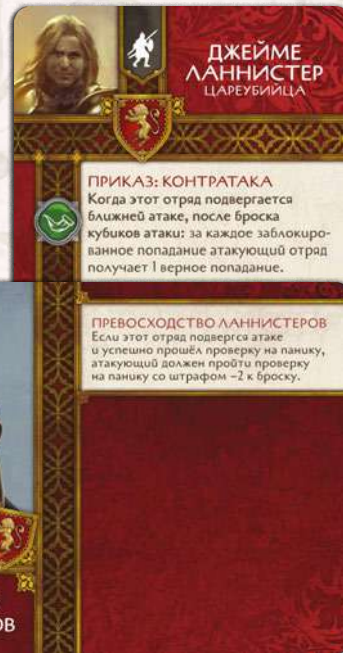 ДЖЕЙМЕ
ЛАННИСТЕР
ЦАРЕУБИЙЦА
ПРИКАЗ: КОНТРАТАКА
Когда этот отряд подвергается
ближней атаке, после броска
кубиков атаки: за каждое заблокиро-
ванное попадание атакующий отряд
получает 1 верное попадание.
ПРЕВОСХОДСТВО ЛАННИСТЕРОВ
Если этот отряд подвергся атаке
и успешно прошёл проверку на панику,
атакующий должен пройти проверку
на панику со штрафом –2 к броску.